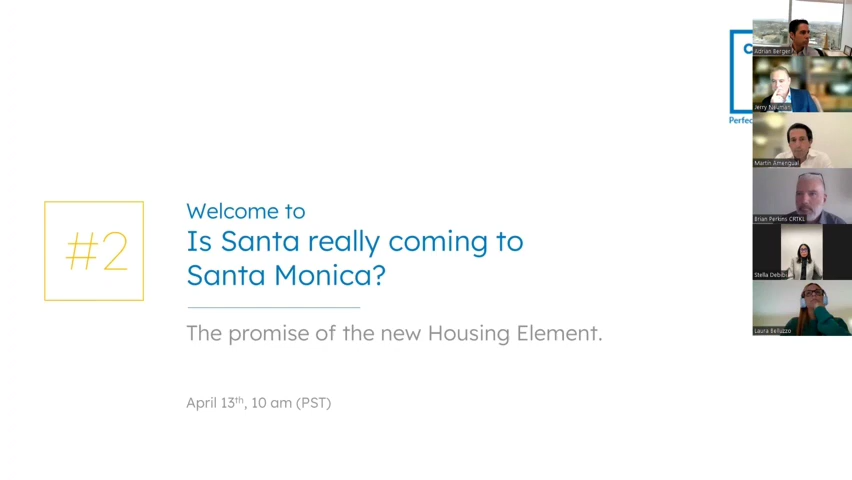 #2
Welcome to
Is Santa really coming to
Santa Monica?
The promise of the new Housing Element.
April 13th, 10 am (PST)
Perfec
Adrian Berger
Jerry Neuman
Martin Amengual
Brian Perkins CRTKL
Stella Debibi
Laura Belluzzo